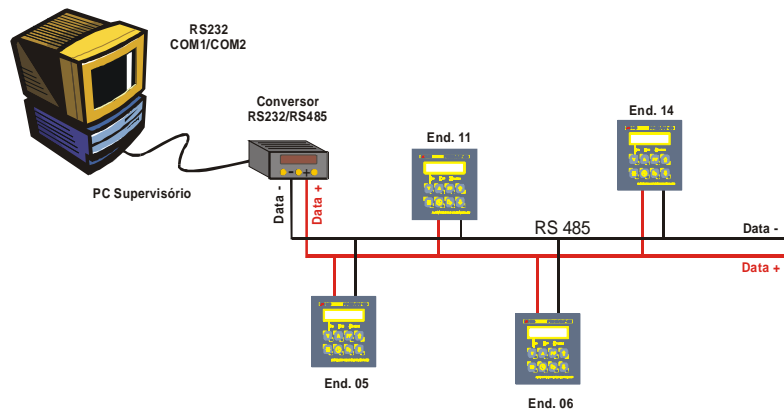 RS232
COM1/COM2
Conversor
RS232/RS485
PC Supervisório
Data -
Data +
End. 11
End. 14
RS 485
Data -
Data +
End. 05
End. 06